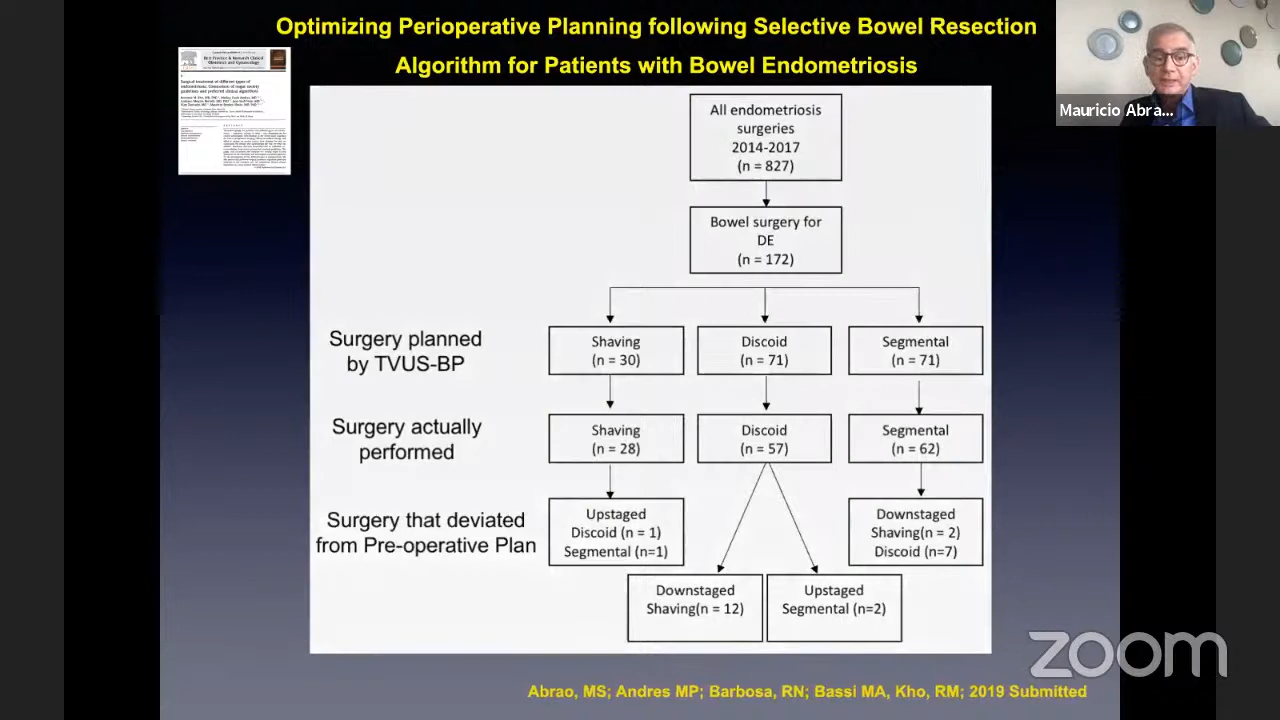 Optimizing Perioperative Planning following Selective Bowel Resection
Algorithm for Patients with Bowel Endometriosis
Mauricio Abra...
All endometriosis
surgeries
2014-2017
(n = 827)
Bowel surgery for
DE
(n = 172)
Surgery planned
by TVUS-BP
Shaving
(n = 30)
Discoid
(n = 71)
Segmental
(n = 71)
Surgery actually
performed
Shaving
(n = 28)
Discoid
(n = 57)
Segmental
(n = 62)
Surgery that deviated
from Pre-operative Plan
Upstaged
Discoid (n = 1)
Segmental (n=1)
Downstaged
Shaving(n = 2)
Discoid (n=7)
Downstaged
Shaving(n = 12)
Upstaged
Segmental (n=2)
zoom
Abrao, MS; Andres MP; Barbosa, RN; Bassi MA, Kho, RM; 2019 Submitted